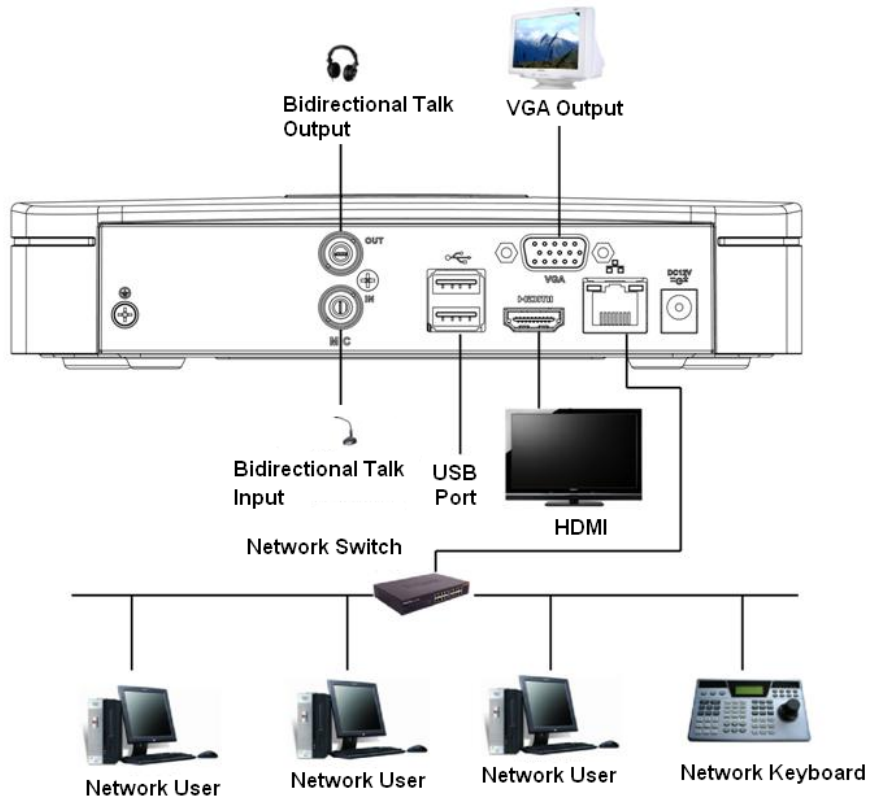 Bidirectional Talk
Output
VGA Output
OUT
IN
MIC
VGA
HDMI
DC12V
Bidirectional Talk
Input
USB
Port
HDMI
Network Switch
Network User
Network User
Network User
Network Keyboard